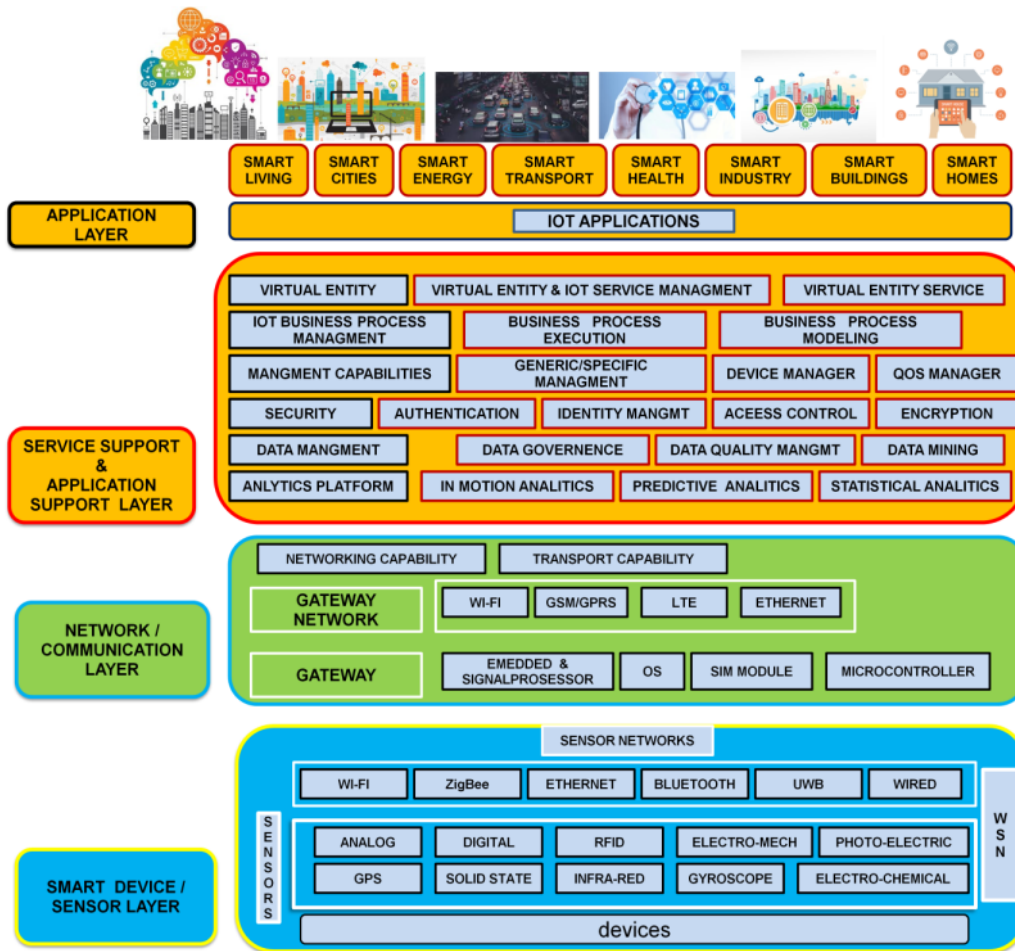 SMART LIVING
SMART CITIES
SMART ENERGY
SMART TRANSPORT
SMART HEALTH
SMART INDUSTRY
SMART BUILDINGS
SMART HOMES
APPLICATION
LAYER
IOT APPLICATIONS
VIRTUAL ENTITY
VIRTUAL ENTITY & IOT SERVICE MANAGMENT
VIRTUAL ENTITY SERVICE
IOT BUSINESS PROCESS
MANAGMENT
BUSINESS PROCESS
EXECUTION
BUSINESS PROCESS
MODELING
MANGMENT CAPABILITIES
GENERIC/SPECIFIC
MANAGMENT
DEVICE MANAGER
QOS MANAGER
SECURITY
AUTHENTICATION
IDENTITY MANGMT
ACEESS CONTROL
ENCRYPTION
SERVICE SUPPORT
&
APPLICATION
SUPPORT LAYER
DATA MANGMENT
DATA GOVERNENCE
DATA QUALITY MANGMT
DATA MINING
ANLYTICS PLATFORM
IN MOTION ANALITICS
PREDICTIVE ANALITICS
STATISTICAL ANALITICS
NETWORKING CAPABILITY
TRANSPORT CAPABILITY
NETWORK /
COMMUNICATION
LAYER
GATEWAY
NETWORK
WI-FI
GSM/GPRS
LTE
ETHERNET
GATEWAY
EMEDDED &
SIGNALPROSESSOR
OS
SIM MODULE
MICROCONTROLLER
SENSOR NETWORKS
WI-FI
ZigBee
ETHERNET
BLUETOOTH
UWB
WIRED
SENSORS
WSN
ANALOG
DIGITAL
RFID
ELECTRO-MECH
PHOTO-ELECTRIC
GPS
SOLID STATE
INFRA-RED
GYROSCOPE
ELECTRO-CHEMICAL
SMART DEVICE /
SENSOR LAYER
devices